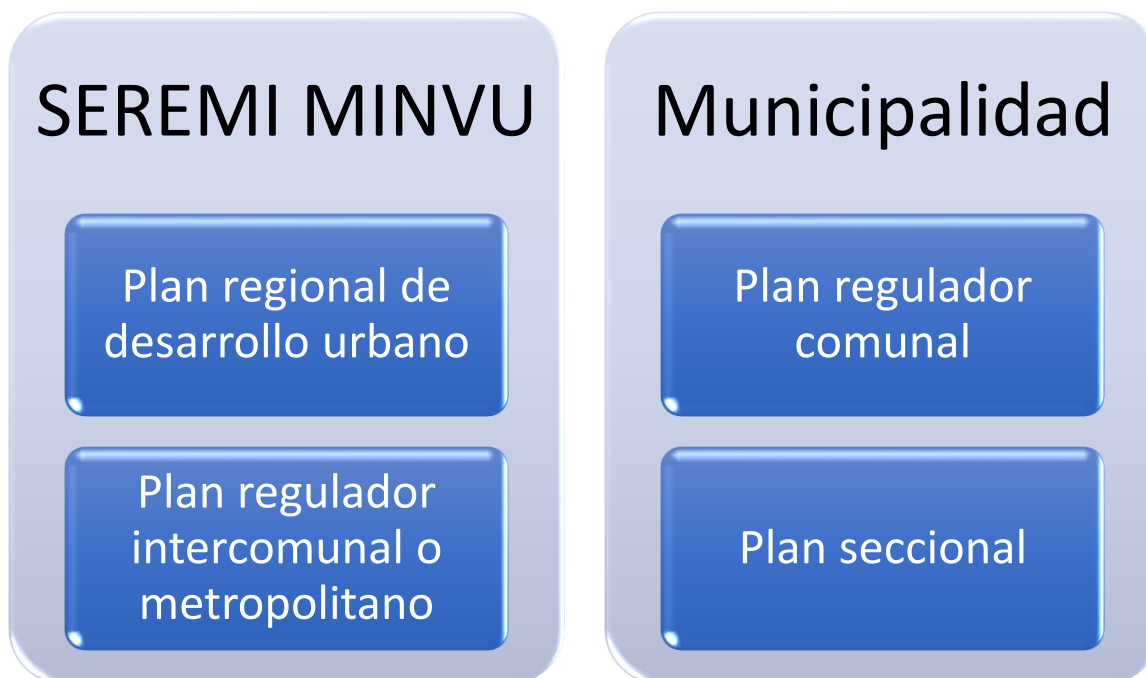 SEREMI MINVU
Plan regional de
desarrollo urbano
Plan regulador
intercomunal o
metropolitano
Municipalidad
Plan regulador
comunal
Plan seccional